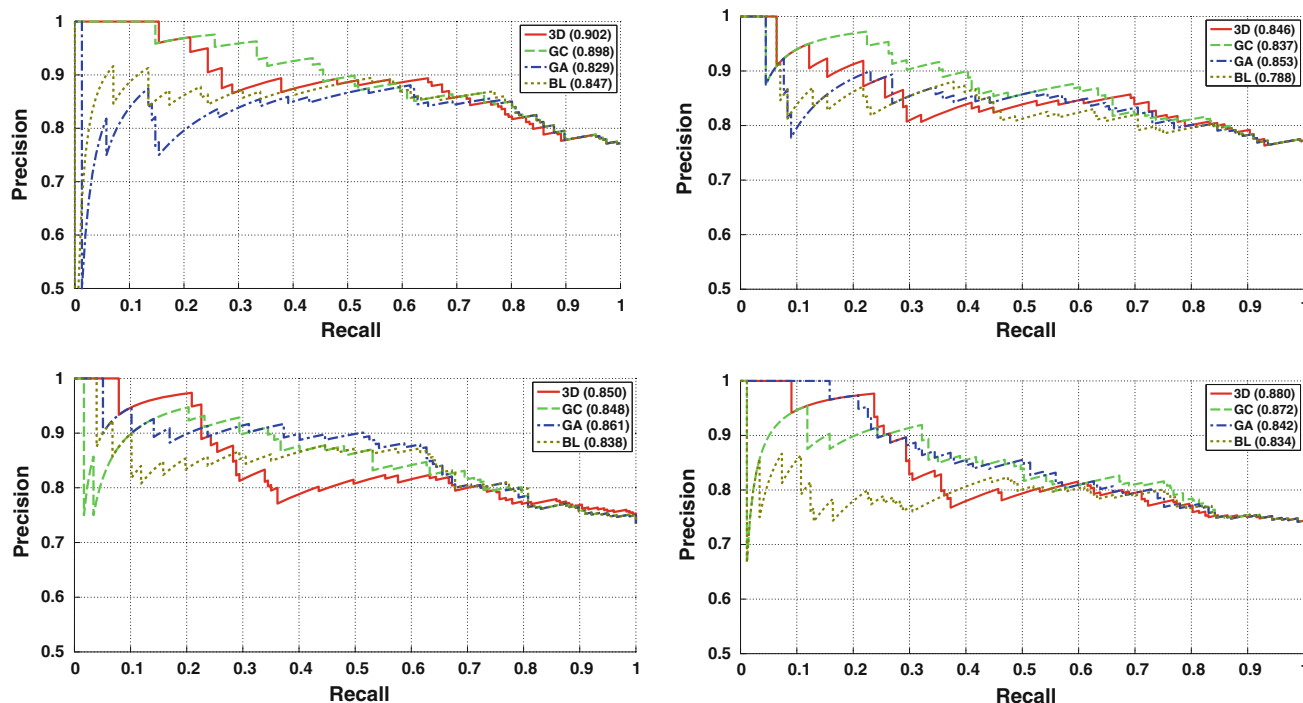 1
0.9
0.8
0.7
0.6
0.5
Precision
0 0.1 0.2 0.3 0.4 0.5 0.6 0.7 0.8 0.9 1
Recall
3D (0.902)
GC (0.898)
GA (0.829)
BL (0.847)
1
0.9
0.8
0.7
0.6
0.5
Precision
0 0.1 0.2 0.3 0.4 0.5 0.6 0.7 0.8 0.9 1
Recall
3D (0.846)
GC (0.837)
GA (0.853)
BL (0.788)
1
0.9
0.8
0.7
0.6
0.5
Precision
0 0.1 0.2 0.3 0.4 0.5 0.6 0.7 0.8 0.9 1
Recall
3D (0.850)
GC (0.848)
GA (0.861)
BL (0.838)
1
0.9
0.8
0.7
0.6
0.5
Precision
0 0.1 0.2 0.3 0.4 0.5 0.6 0.7 0.8 0.9 1
Recall
3D (0.880)
GC (0.872)
GA (0.842)
BL (0.834)